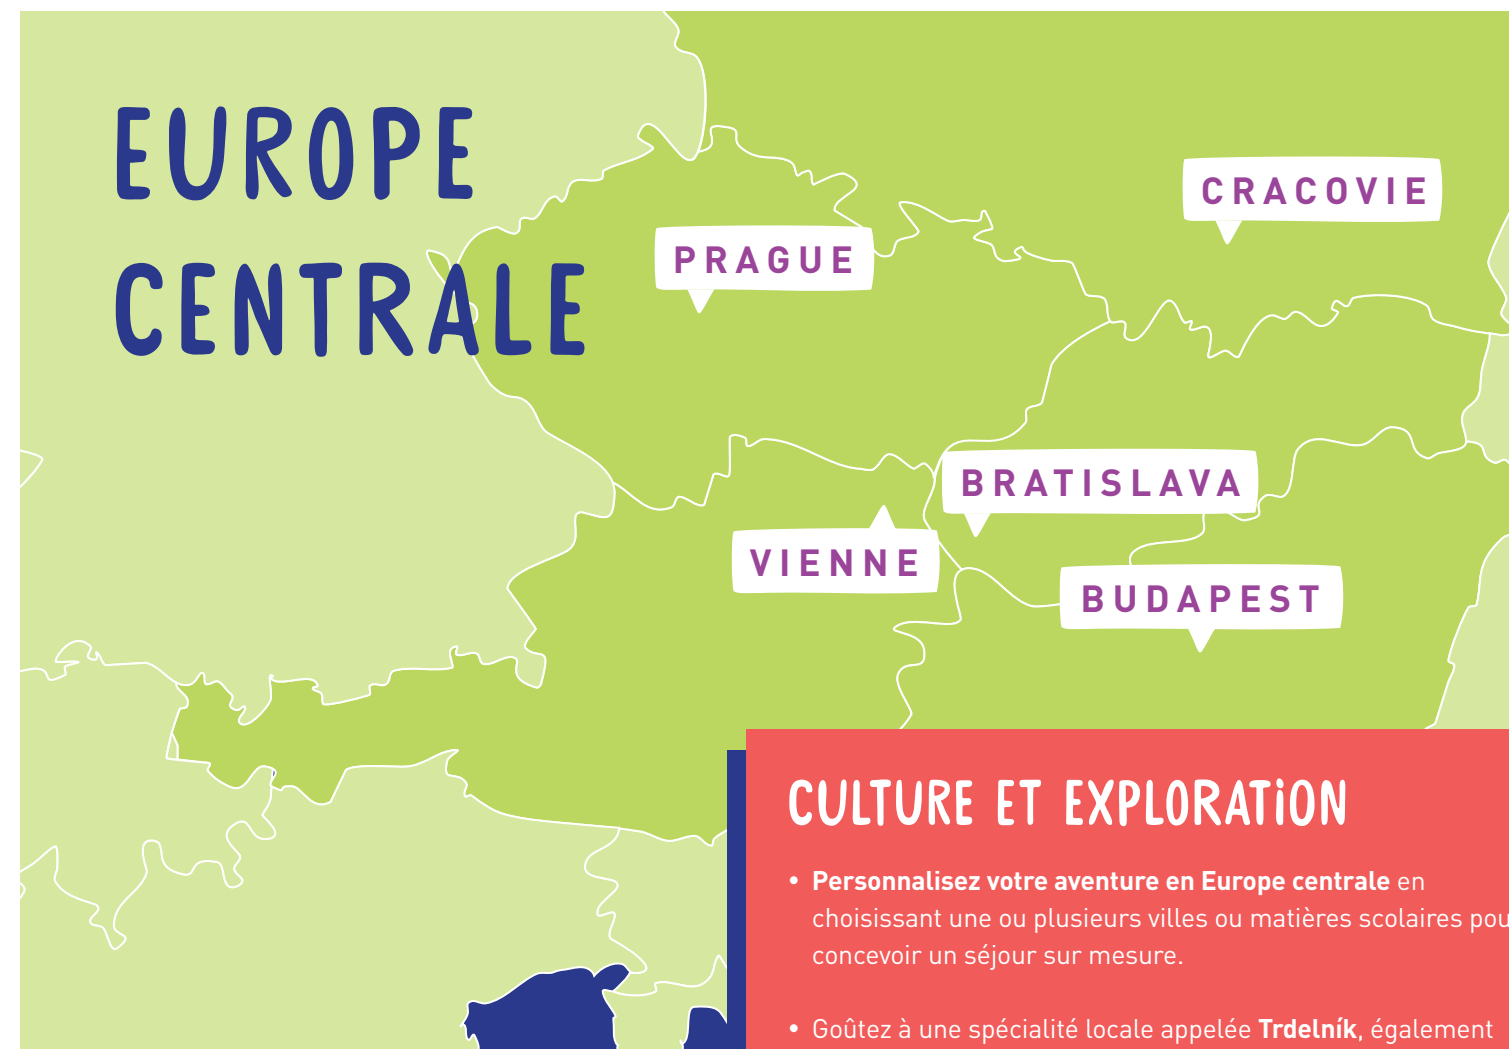 EUROPE
CENTRALE
CRACOVIE
PRAGUE
BRATISLAVA
VIENNE
BUDAPEST
CULTURE ET EXPLORATiON
• Personnalisez votre aventure en Europe centrale en
choisissant une ou plusieurs villes ou matières scolaires pou
concevoir un séjour sur mesure.
• Goûtez à une spécialité locale appelée Trdelník, également